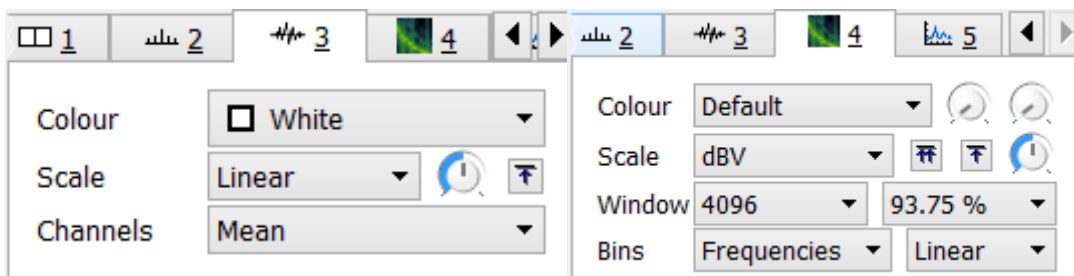 1 2 3 4
Colour White
Scale Linear
Channels Mean
2 3 4 5
Colour Default
Scale dBV
Window 4096 93.75 %
Bins Frequencies Linear